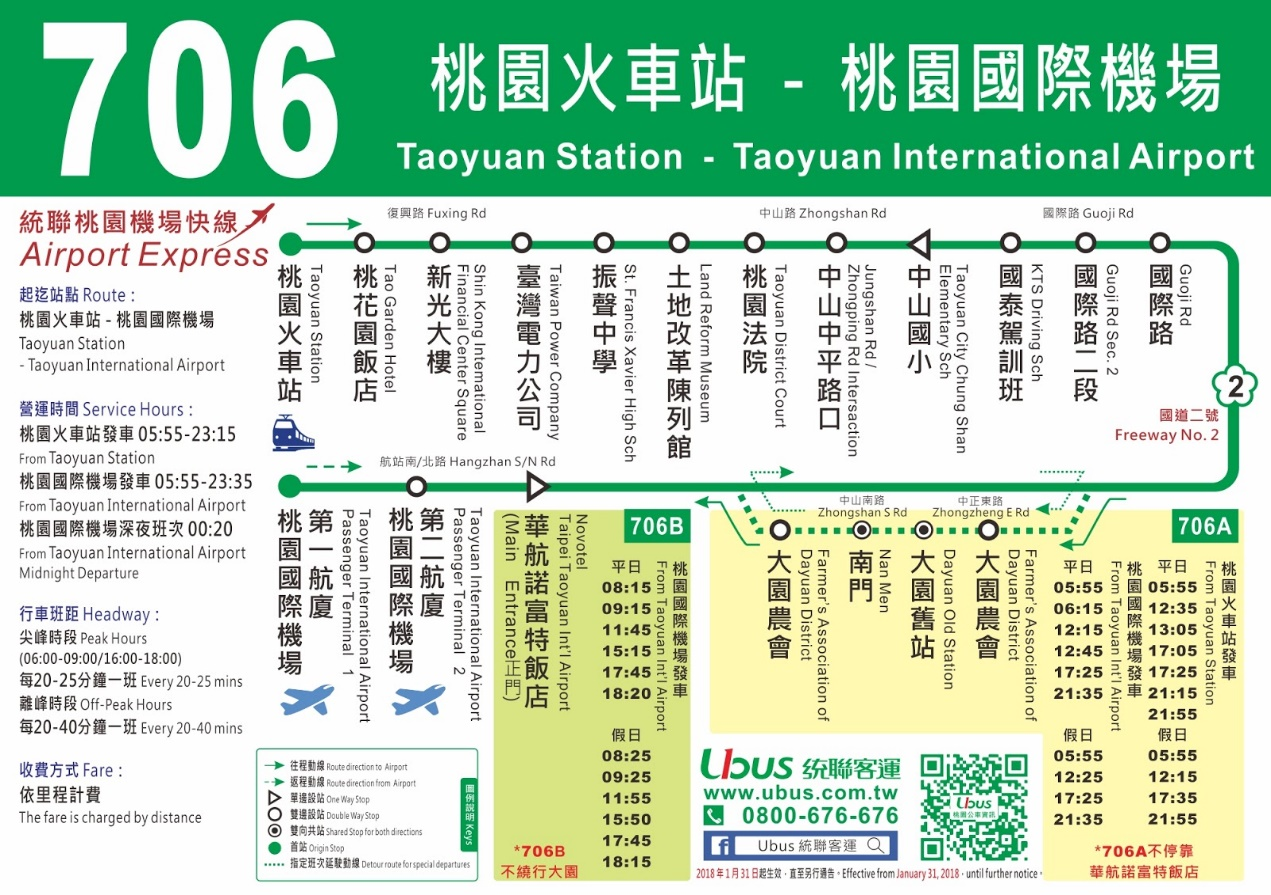 706
桃園火車站 - 桃園國際機場
Taoyuan Station - Taoyuan International Airport
統聯桃園機場快線
Airport Express
起迄站點 Route :
桃園火車站 - 桃園國際機場
Taoyuan Station
- Taoyuan International Airport
營運時間 Service Hours :
桃園火車站發車 05:55-23:15
From Taoyuan Station
桃園國際機場發車 05:55-23:35
From Taoyuan International Airport
桃園國際機場深夜班次 00:20
From Taoyuan International Airport
Midnight Departure
行車班距 Headway :
尖峰時段 Peak Hours
(06:00-09:00/16:00-18:00)
每20-25分鐘一班 Every 20-25 mins
離峰時段 Off-Peak Hours
每20-40分鐘一班 Every 20-40 mins
收費方式 Fare :
依里程計費
The fare is charged by distance
復興路 Fuxing Rd
中山路 Zhongshan Rd
國際路 Guoji Rd
桃園火車站
Taoyuan Station
桃花園飯店
Tao Garden Hotel
新光大樓
Shin Kong International
Financial Center Square
臺灣電力公司
Taiwan Power Company
振聲中學
St. Francis Xavier High Sch
土地改革陳列館
Land Reform Museum
桃園法院
Taoyuan District Court
中山中平路口
Jungshan Rd /
Zhongping Rd Intersaction
中山國小
Taoyuan City Chung Shan
Elementary Sch
國泰駕訓班
KTS Driving Sch
國際路二段
Guoji Rd Sec. 2
國際路
Guoji Rd
2
國道二號
Freeway No. 2
航站南/北路 Hangzhan S/N Rd
桃園國際機場
第一航廈
Taoyuan International Airport
Passenger Terminal 1
桃園國際機場
第二航廈
Taoyuan International Airport
Passenger Terminal 2
華航諾富特飯店
(Main Entrance正門)
Novotel
Taipei Taoyuan Int'l Airport
706B
桃園國際機場發車
From Taoyuan Int'l Airport
平日
08:15
09:15
11:45
15:15
17:45
18:20
假日
08:25
09:25
11:55
15:50
17:45
18:15
*706B
不繞行大園
中山南路
Zhongshan S Rd
中正東路
Zhongzheng E Rd
大園農會
Farmer's Association of
Dayuan District
南門
Nan Men
大園舊站
Dayuan Old Station
大園農會
Farmer's Association of
Dayuan District
706A
桃園國際機場發車
From Taoyuan Int'l Airport
平日
05:55
06:15
12:15
12:45
17:25
21:35
假日
05:55
12:25
17:25
21:35
桃園火車站發車
From Taoyuan Station
平日
05:55
12:35
13:05
17:05
17:25
21:15
21:55
假日
05:55
12:15
17:35
21:55
*706A不停靠
華航諾富特飯店
往程動線 Route direction to Airport
返程動線 Route direction from Airport
單邊設站 One Way Stop
雙邊設站 Double Way Stop
雙向共站 Shared Stop for both directions
首站 Origin Stop
指定班次延駛動線 Detour route for special departures
圖例說明 Keys
Ubus 統聯客運
www.ubus.com.tw
0800-676-676
f Ubus 統聯客運
Ubus
桃園公車資訊
2018年1月31日起生效，直至另行通告。Effective from January 31, 2018, until further notice.